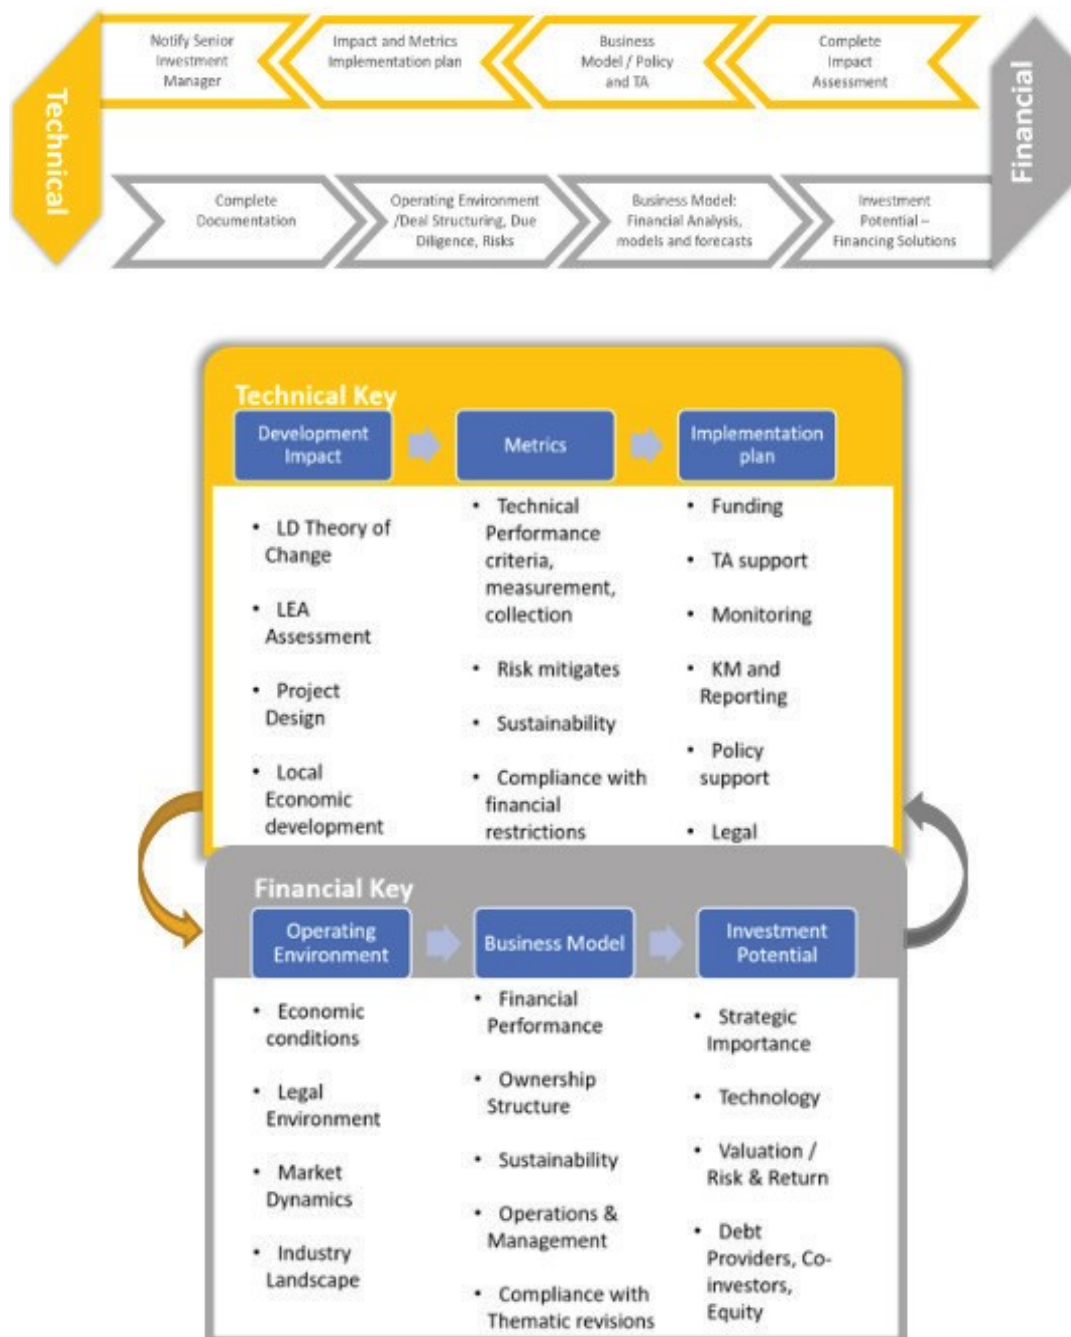 Technical
Notify Senior
Investment
Manager
Impact and Metrics
Implementation plan
Business
Model / Policy
and TA
Complete
Impact
Assessment
Financial
Complete
Documentation
Operating Environment
/Deal Structuring, Due
Diligence, Risks
Business Model:
Financial Analysis,
models and forecasts
Investment
Potential –
Financing Solutions
Technical Key
Development
Impact
Metrics
Implementation
plan
• LD Theory of
Change
• LEA
Assessment
• Project
Design
• Local
Economic
development
• Technical
Performance
criteria,
measurement,
collection
• Risk mitigates
• Sustainability
• Compliance with
financial
restrictions
• Funding
• TA support
• Monitoring
• KM and
Reporting
• Policy
support
• Legal
Financial Key
Operating
Environment
Business Model
Investment
Potential
• Economic
conditions
• Legal
Environment
• Market
Dynamics
• Industry
Landscape
• Financial
Performance
• Ownership
Structure
• Sustainability
• Operations &
Management
• Compliance with
Thematic revisions
• Strategic
Importance
• Technology
• Valuation /
Risk & Return
• Debt
Providers, Co-
investors,
Equity